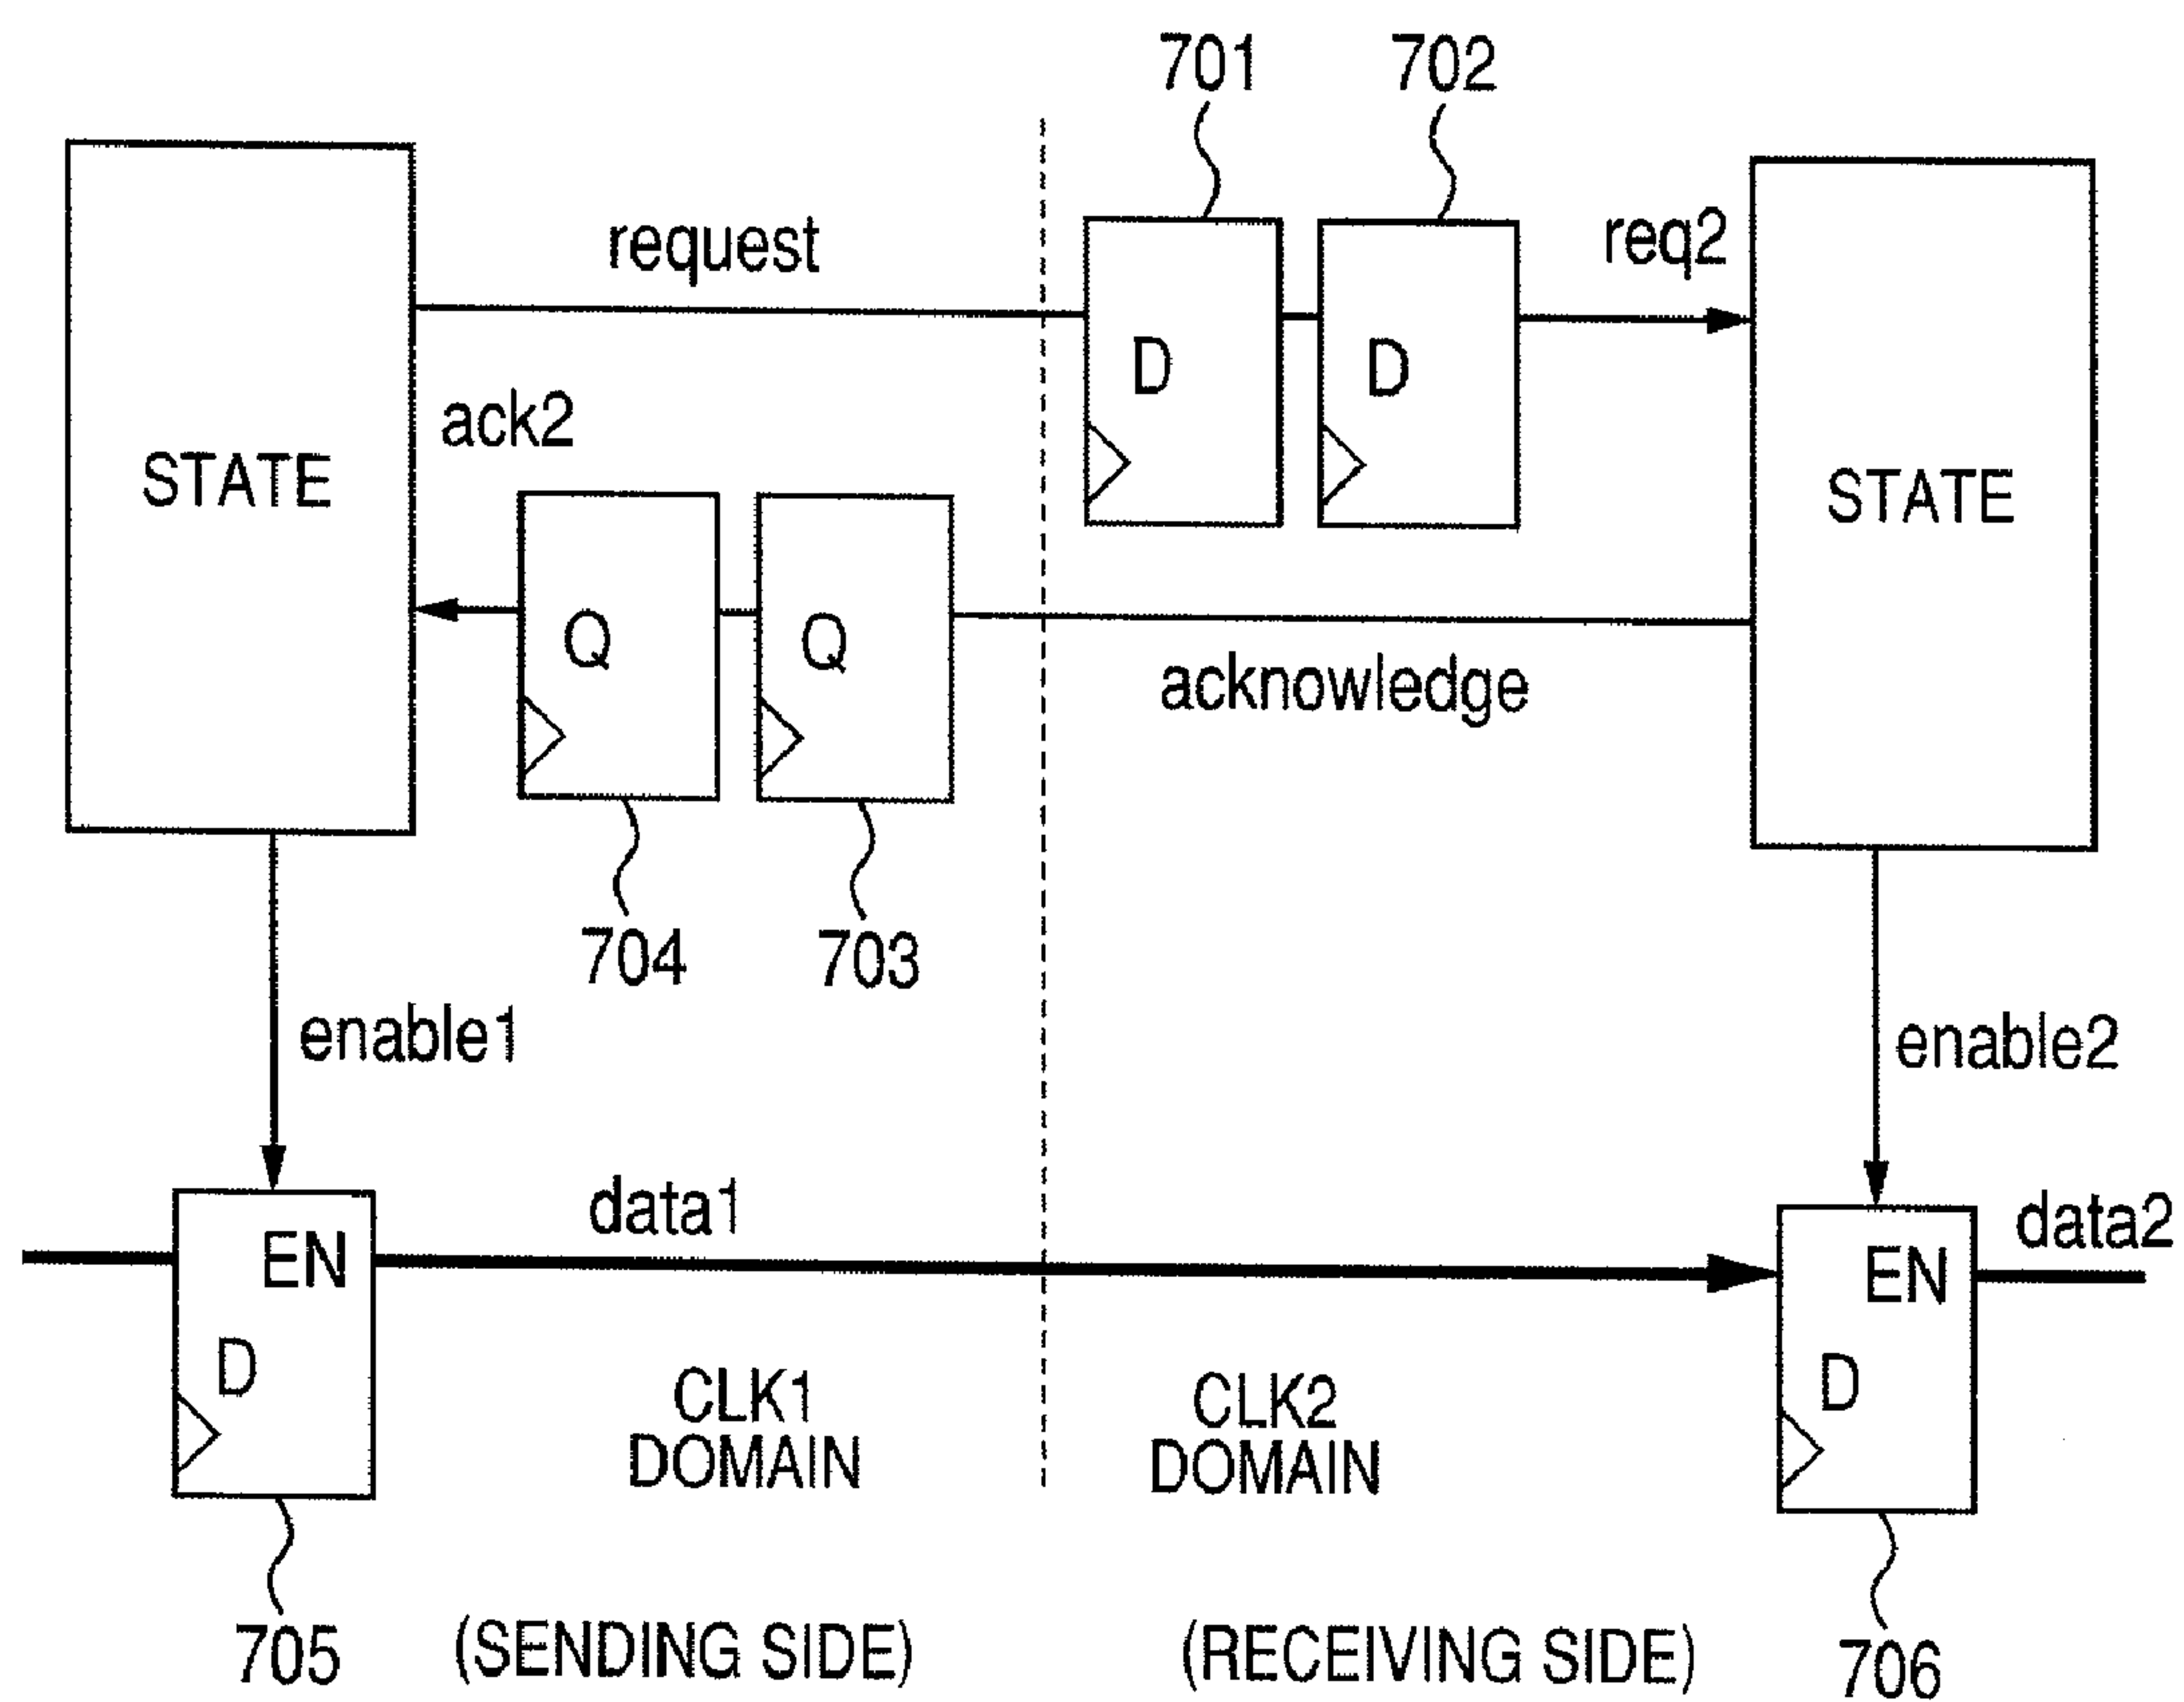 701
702
request
req2
D
D
ack2
STATE
STATE
Q
Q
acknowledge
704
703
enable1
enable2
data1
data2
EN
EN
D
D
CLK1
DOMAIN
CLK2
DOMAIN
705
(SENDING SIDE)
(RECEIVING SIDE)
706